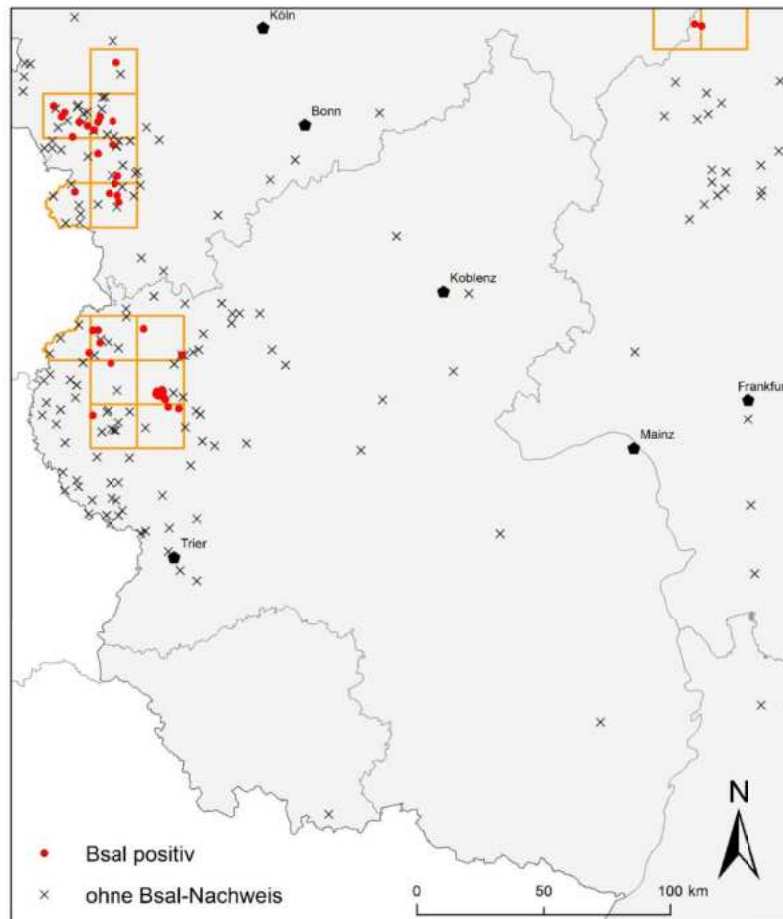 Köln
Bonn
Koblenz
Frankfur
Mainz
Trier
N
Bsal positiv
ohne Bsal-Nachweis
0 50 100 km